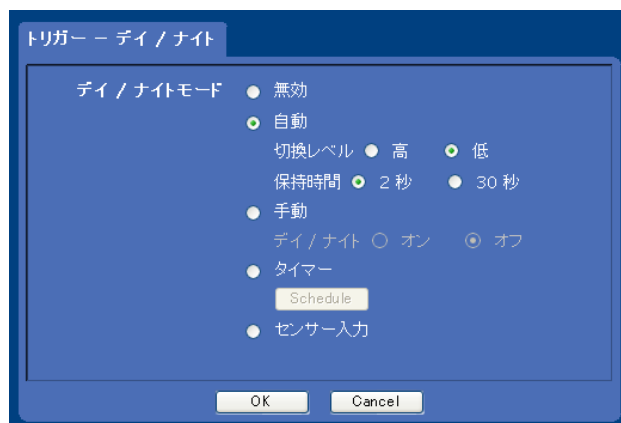 トリガー － デイ / ナイト
デイ / ナイトモード 無効
自動
切換レベル 高 低
保持時間 2 秒 30 秒
手動
デイ / ナイト オン オフ
タイマー
Schedule
センサー入力
OK Cancel